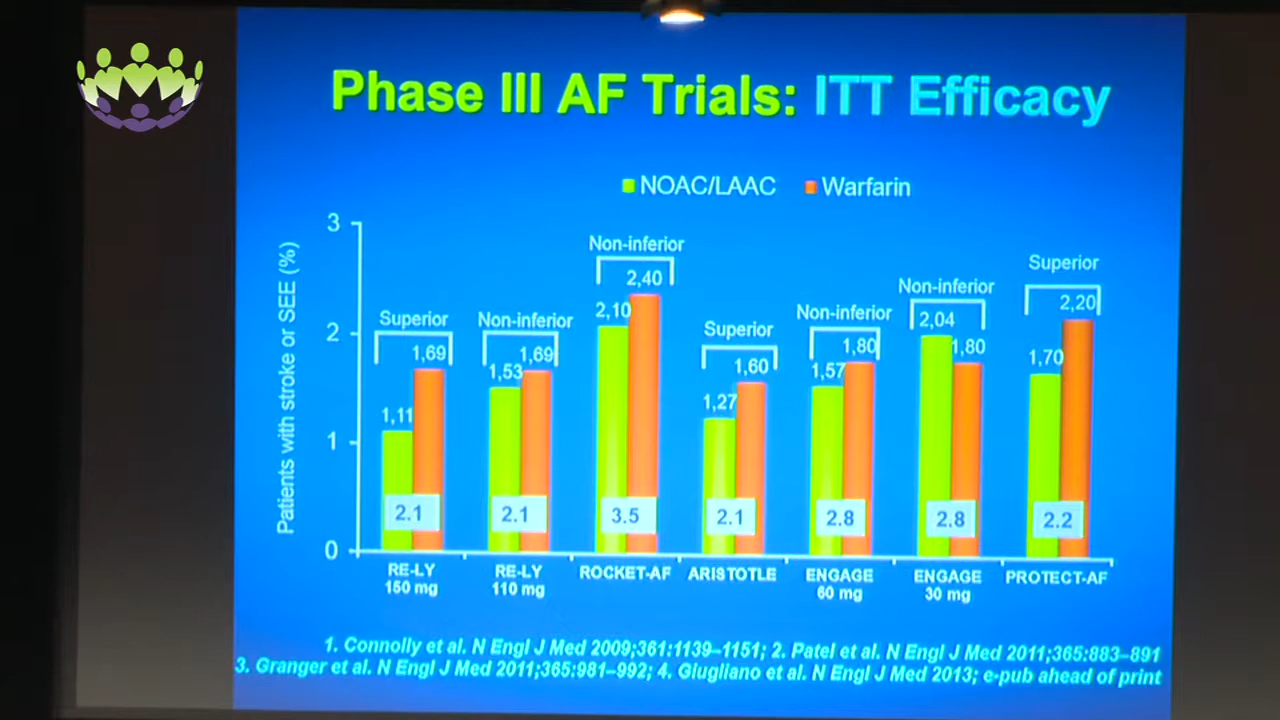 Phase III AF Trials: ITT Efficacy
NOAC/LAAC Warfarin
Patients with stroke or SEE (%)
3
2
1
0
Superior
1,11
1,69
2.1
RE-LY
150 mg
Non-inferior
1,53
1,69
2.1
RE-LY
110 mg
Non-inferior
2,10
2,40
3.5
ROCKET-AF
Superior
1,27
1,60
2.1
ARISTOTLE
Non-inferior
1,57
1,80
2.8
ENGAGE
60 mg
Non-inferior
2,04
1,80
2.8
ENGAGE
30 mg
Superior
1,70
2,20
2.2
PROTECT-AF
1. Connolly et al. N Engl J Med 2009;361:1139–1151; 2. Patel et al. N Engl J Med 2011;365:883–891
3. Granger et al. N Engl J Med 2011;365:981–992; 4. Giugliano et al. N Engl J Med 2013; e-pub ahead of print